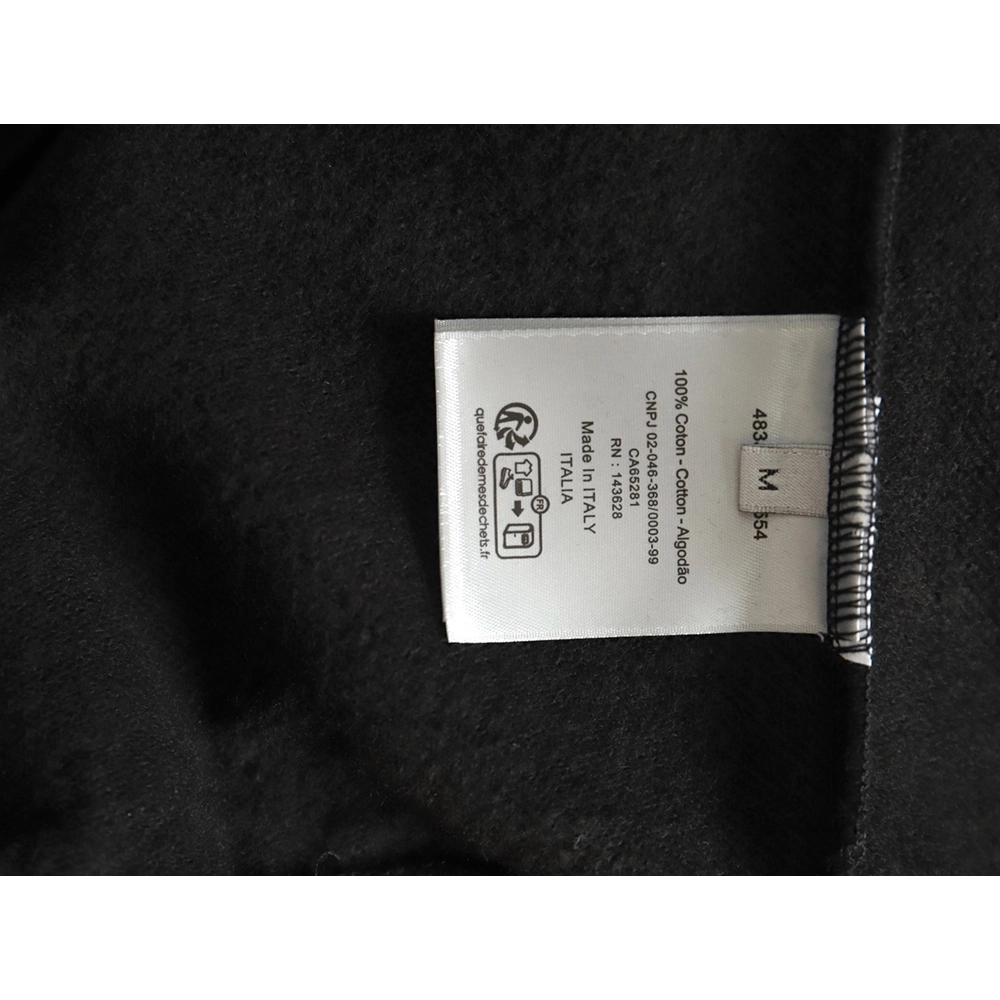 483
M
654
100% Coton - Cotton - Algodão
CNPJ 02-046-368/0003-99
CA65281
RN : 143628
Made In ITALY
ITALIA
FR
quefairedemesdechets.fr